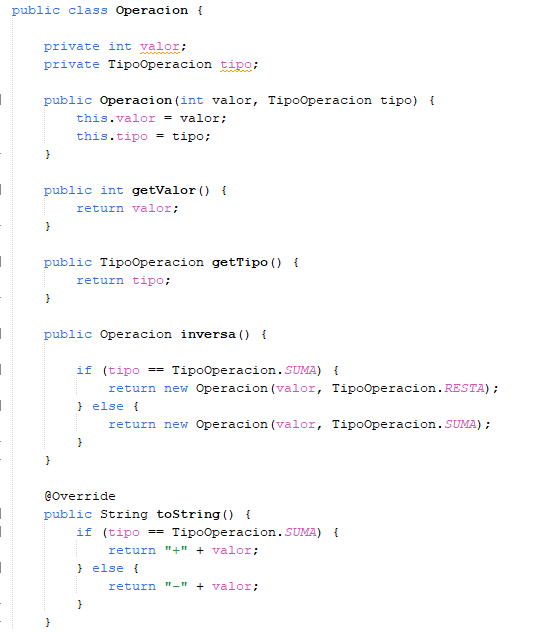 public class Operacion {
private int valor;
private TipoOperacion tipo;
public Operacion(int valor, TipoOperacion tipo) {
this.valor = valor;
this.tipo = tipo;
}
public int getValor() {
return valor;
}
public TipoOperacion getTipo() {
return tipo;
}
public Operacion inversa() {
if (tipo == TipoOperacion.SUMA) {
return new Operacion(valor, TipoOperacion.RESTA);
} else {
return new Operacion(valor, TipoOperacion.SUMA);
}
}
@Override
public String toString() {
if (tipo == TipoOperacion.SUMA) {
return "+" + valor;
} else {
return "-" + valor;
}
}